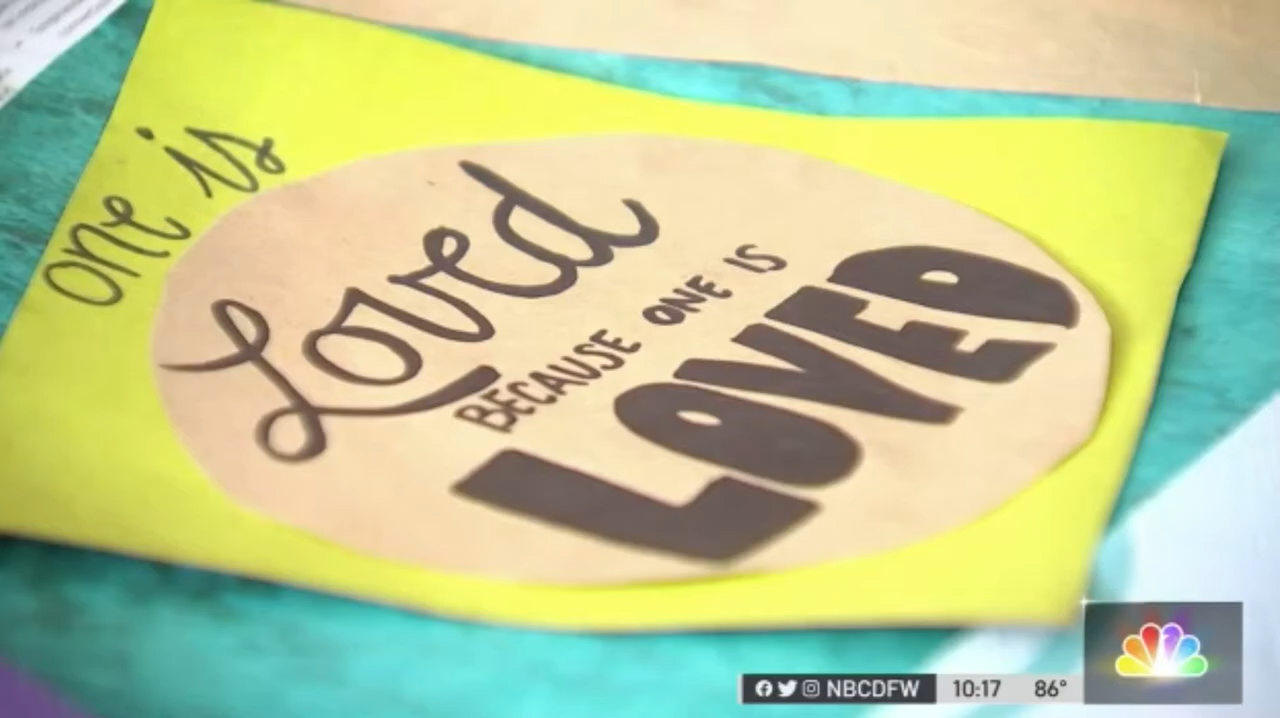 one is
Loved
BECAUSE ONE IS
LOVED
NBCDFW 10:17 86°